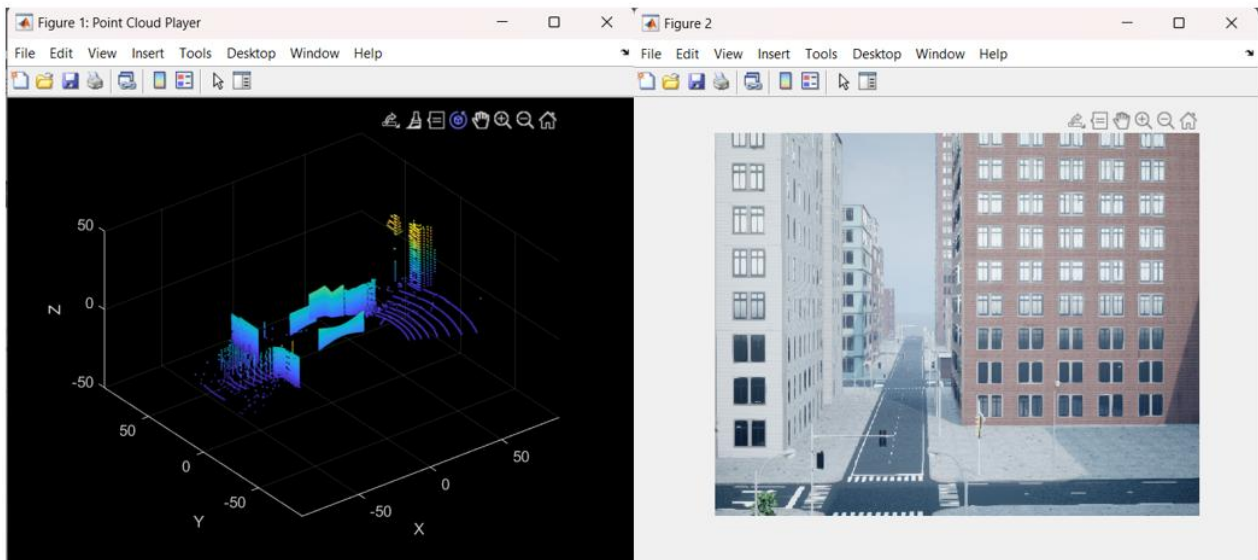 Figure 1: Point Cloud Player
File Edit View Insert Tools Desktop Window Help
50
0
-50
Z
50
0
-50
Y
-50
0
50
X
Figure 2
File Edit View Insert Tools Desktop Window Help